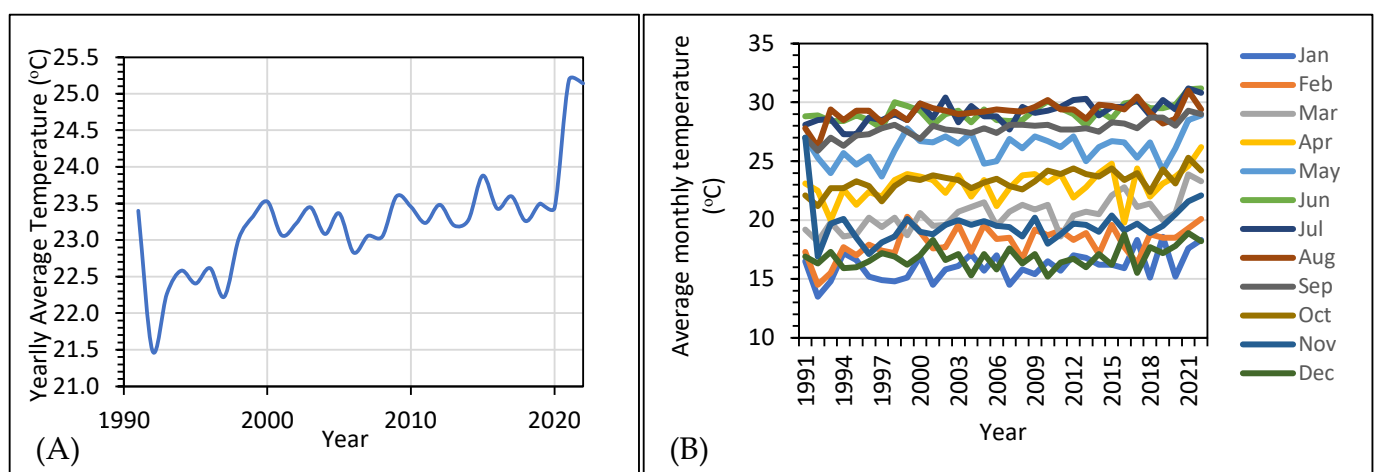 Yearlly Average Temperature (°C)
25.5
25.0
24.5
24.0
23.5
23.0
22.5
22.0
21.5
21.0
1990
2000
2010
2020
Year
(A)
Average monthly temperature
(°C)
35
30
25
20
15
10
1991
1994
1997
2000
2003
2006
2009
2012
2015
2018
2021
Year
(B)
Jan
Feb
Mar
Apr
May
Jun
Jul
Aug
Sep
Oct
Nov
Dec